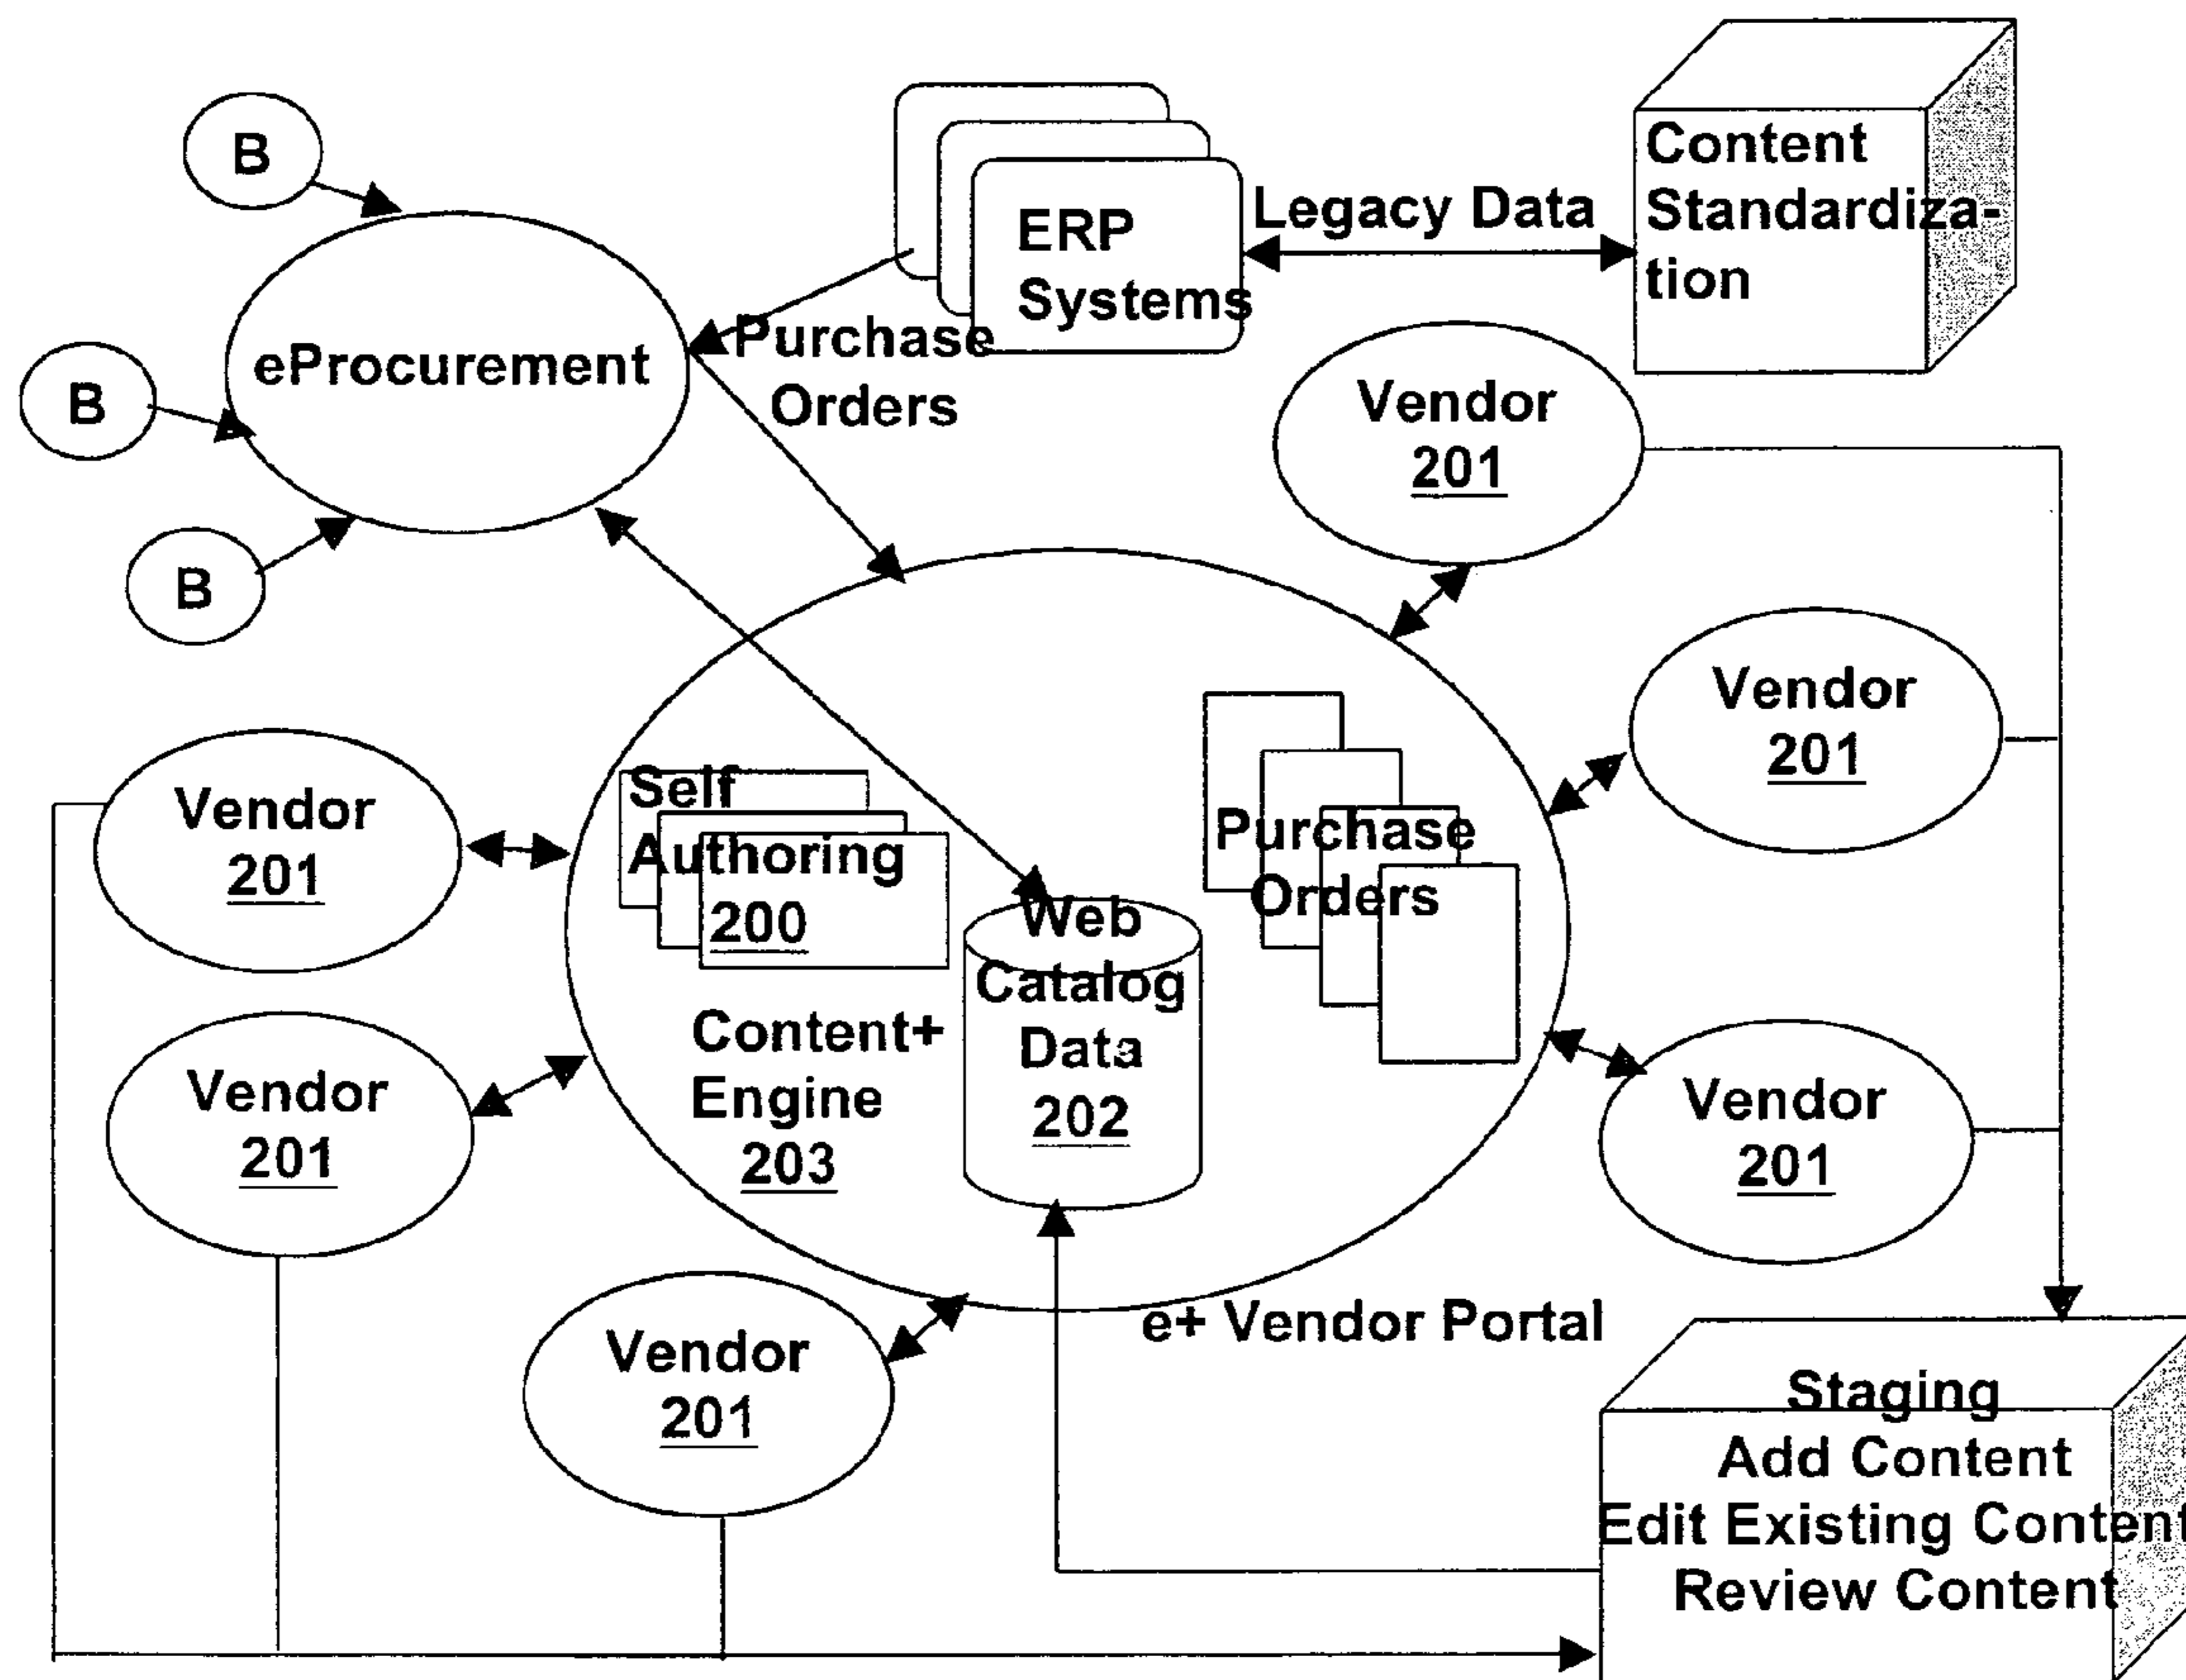 B
ERP
Systems
Legacy Data
Content
Standardiza-
tion
eProcurement
Purchase
Orders
B
Vendor
201
B
Vendor
201
Self
Authoring
200
Purchase
Orders
Vendor
201
Web
Catalog
Data
202
Content+
Engine
203
Vendor
201
Vendor
201
e+ Vendor Portal
Vendor
201
Staging
Add Content
Edit Existing Content
Review Content